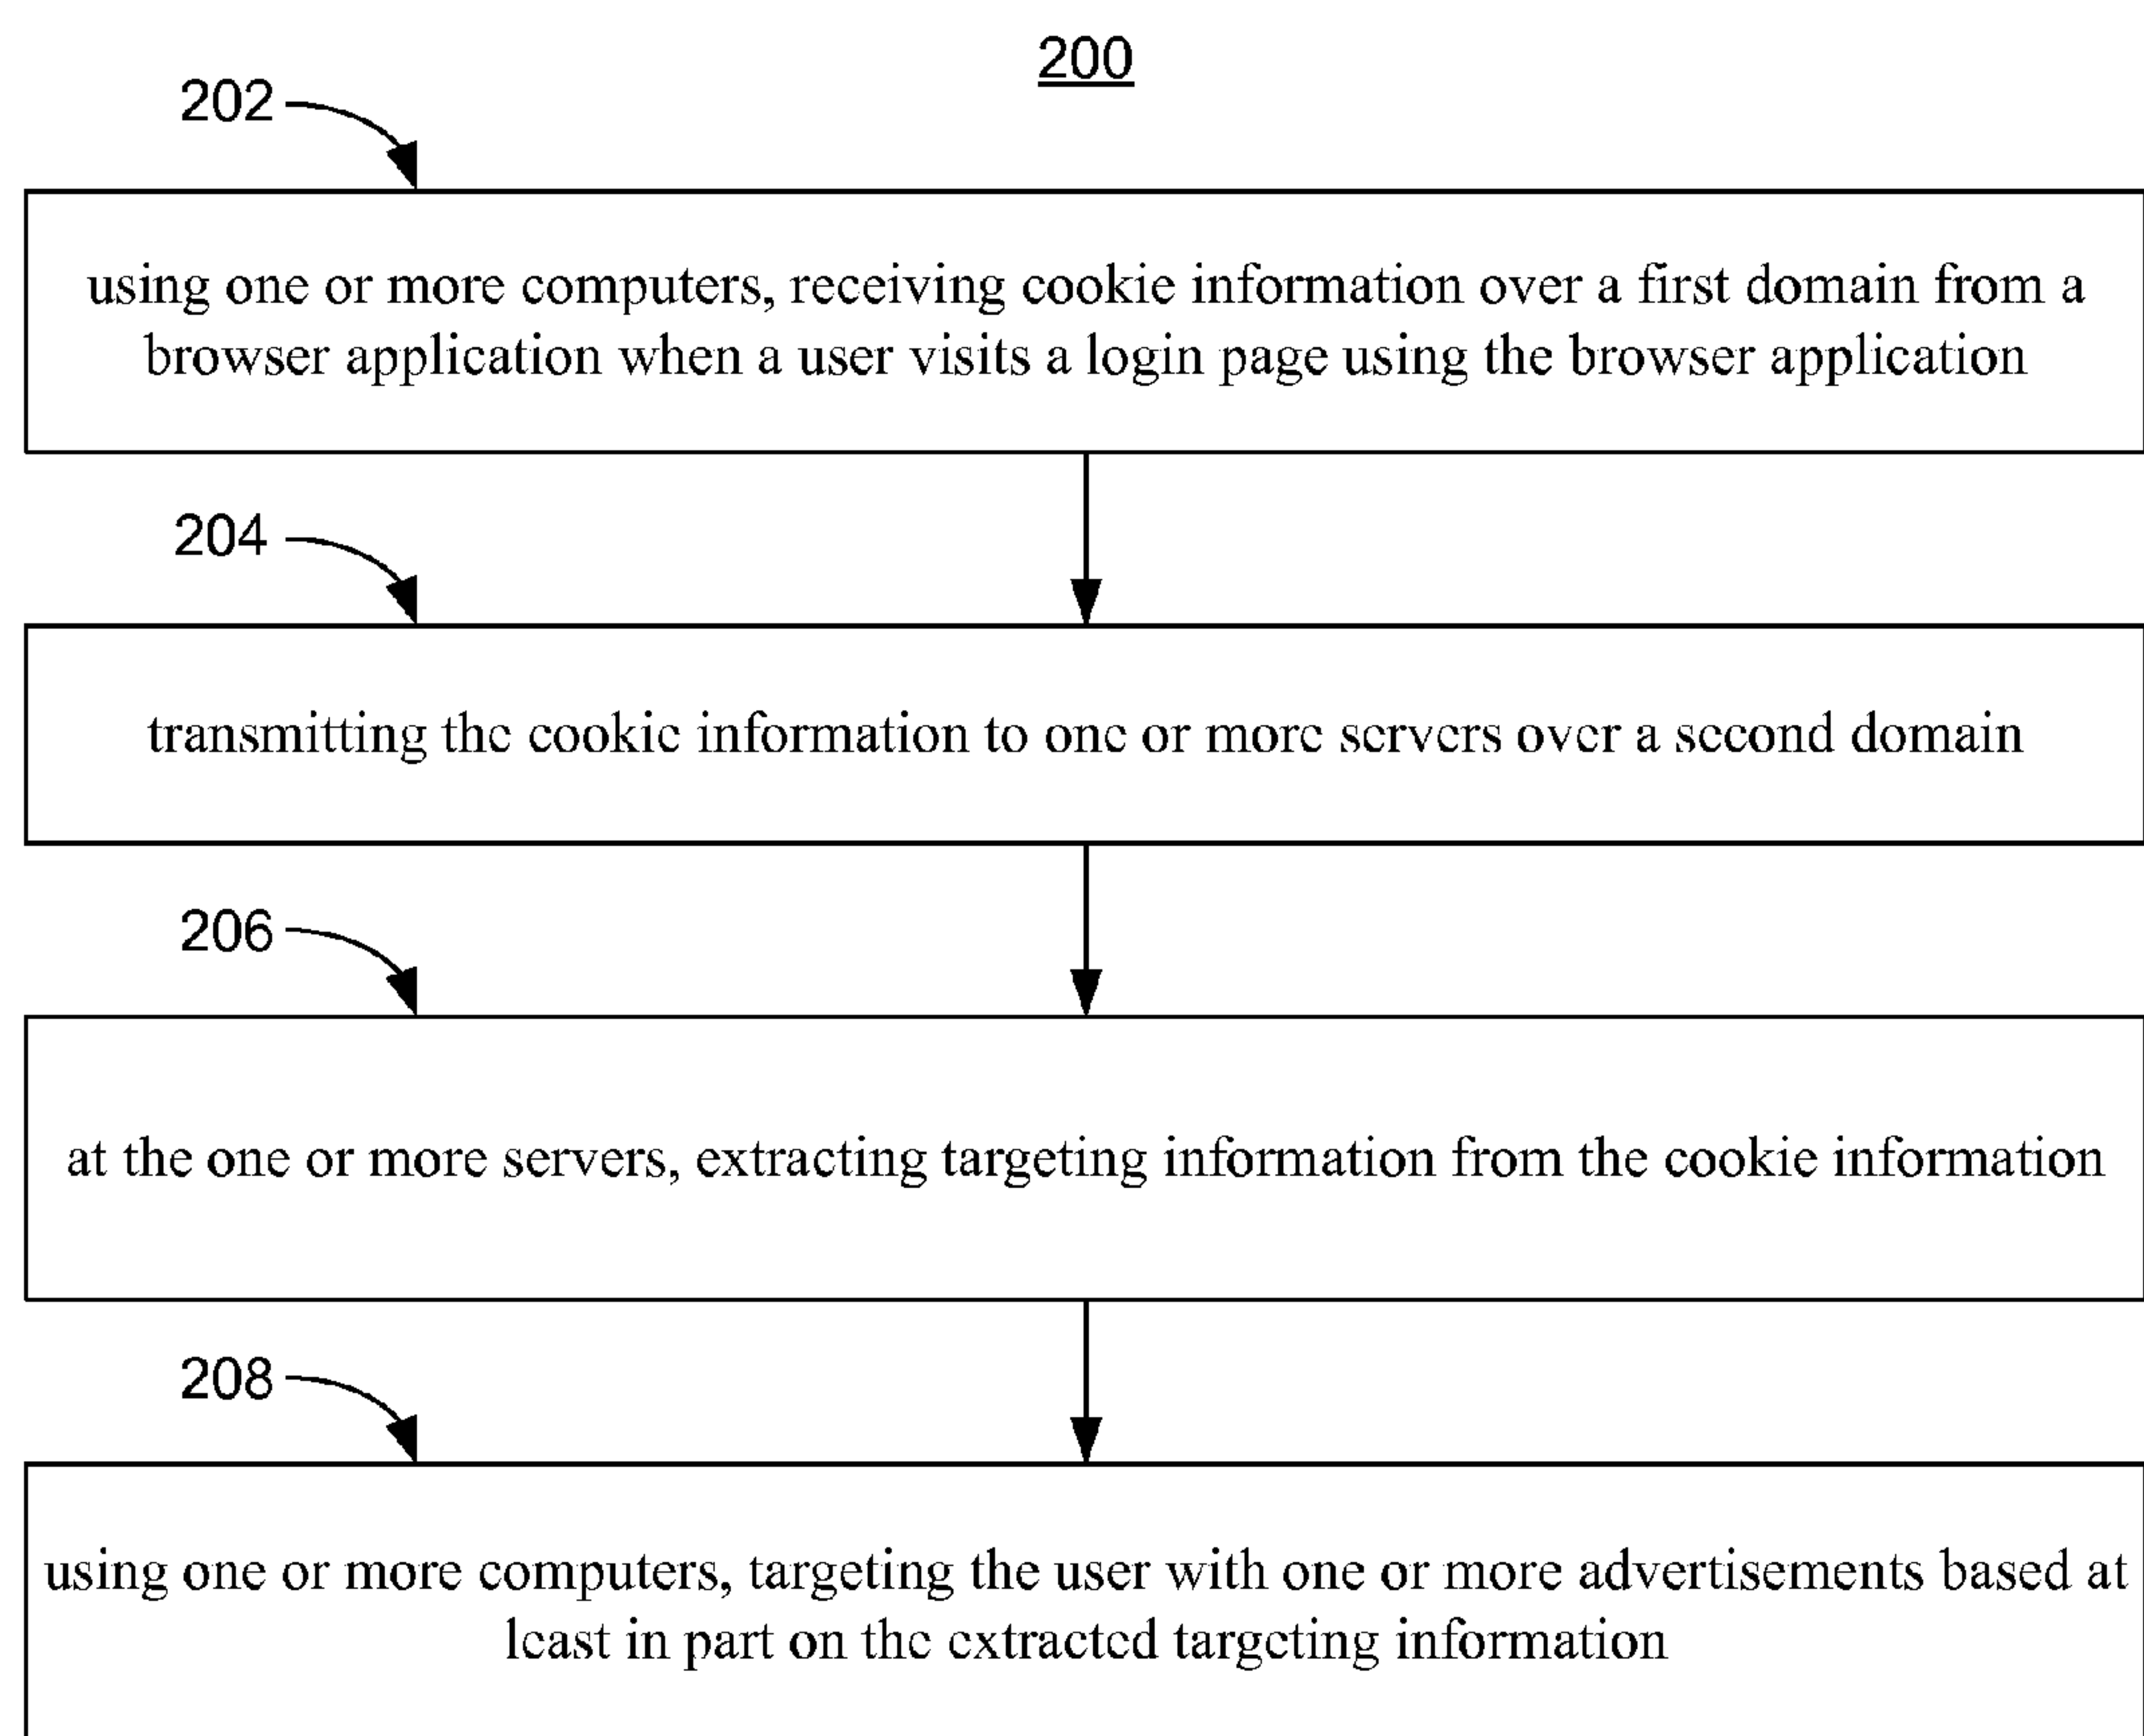 200
202
using one or more computers, receiving cookie information over a first domain from a
browser application when a user visits a login page using the browser application
204
transmitting the cookie information to one or more servers over a second domain
206
at the one or more servers, extracting targeting information from the cookie information
208
using one or more computers, targeting the user with one or more advertisements based at
least in part on the extracted targeting information